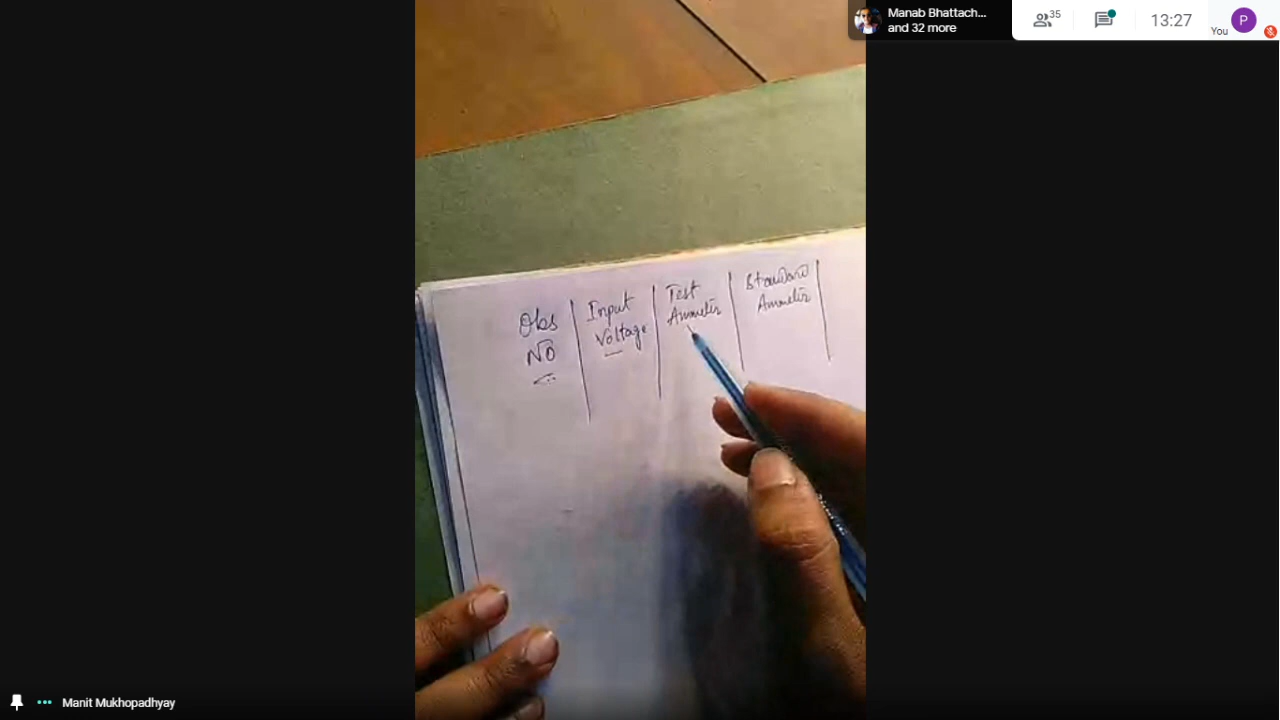 Manab Bhattach...
and 32 more
35
13:27
You
P
Obs
NO
Input
Voltage
Test
Ammeter
Standard
Ammeter
Manit Mukhopadhyay